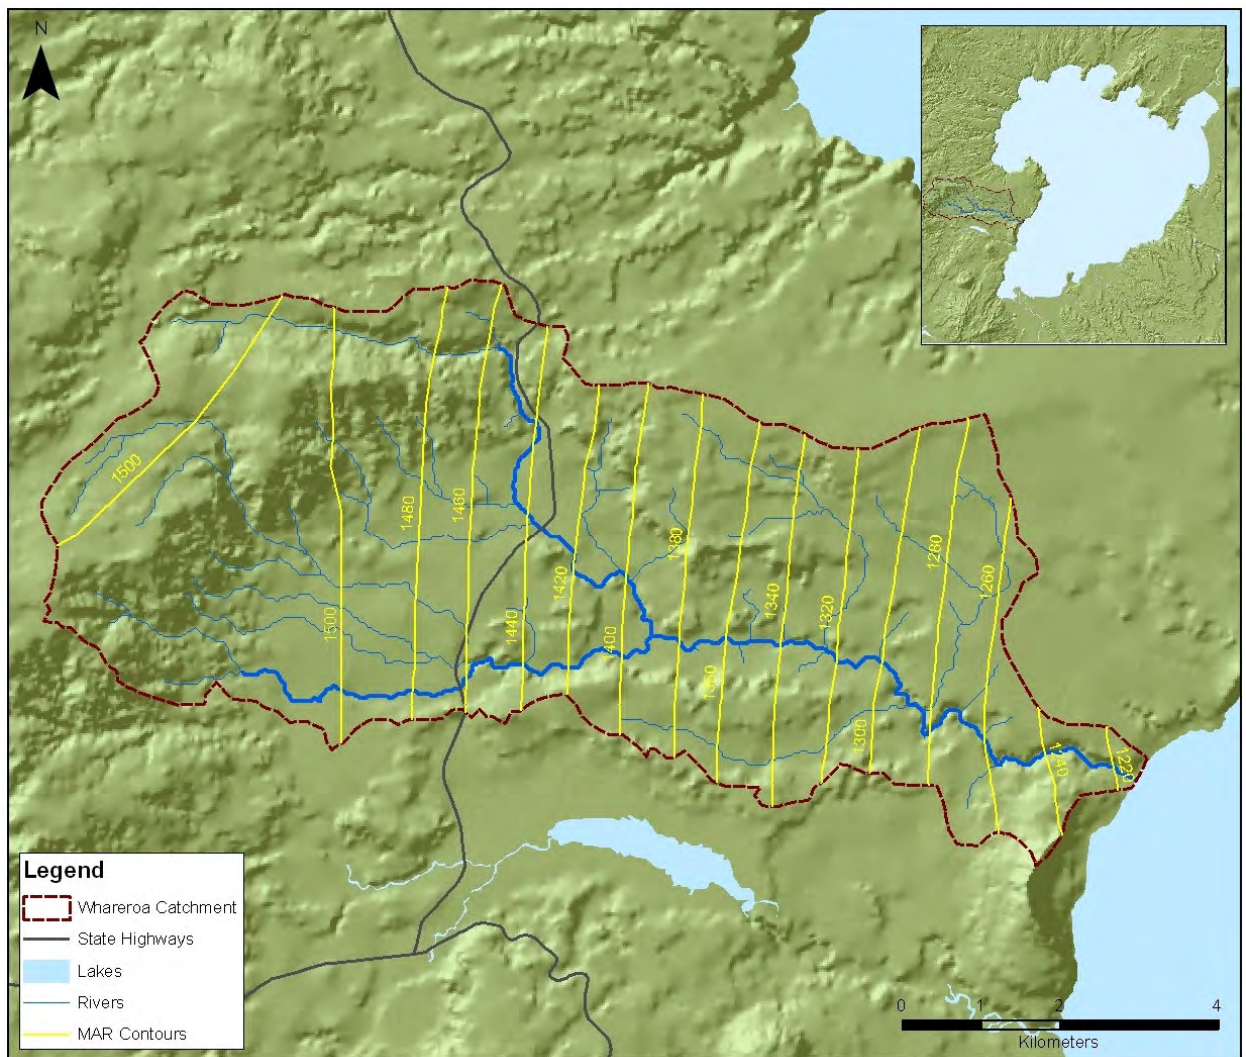 N
1500
1480
1460
1380
1280
1260
1420
1340
1320
1500
1440
1400
1360
1300
1240
1220
Legend
Whareroa Catchment
State Highways
Lakes
Rivers
MAR Contours
0 1 2 4
Kilometers